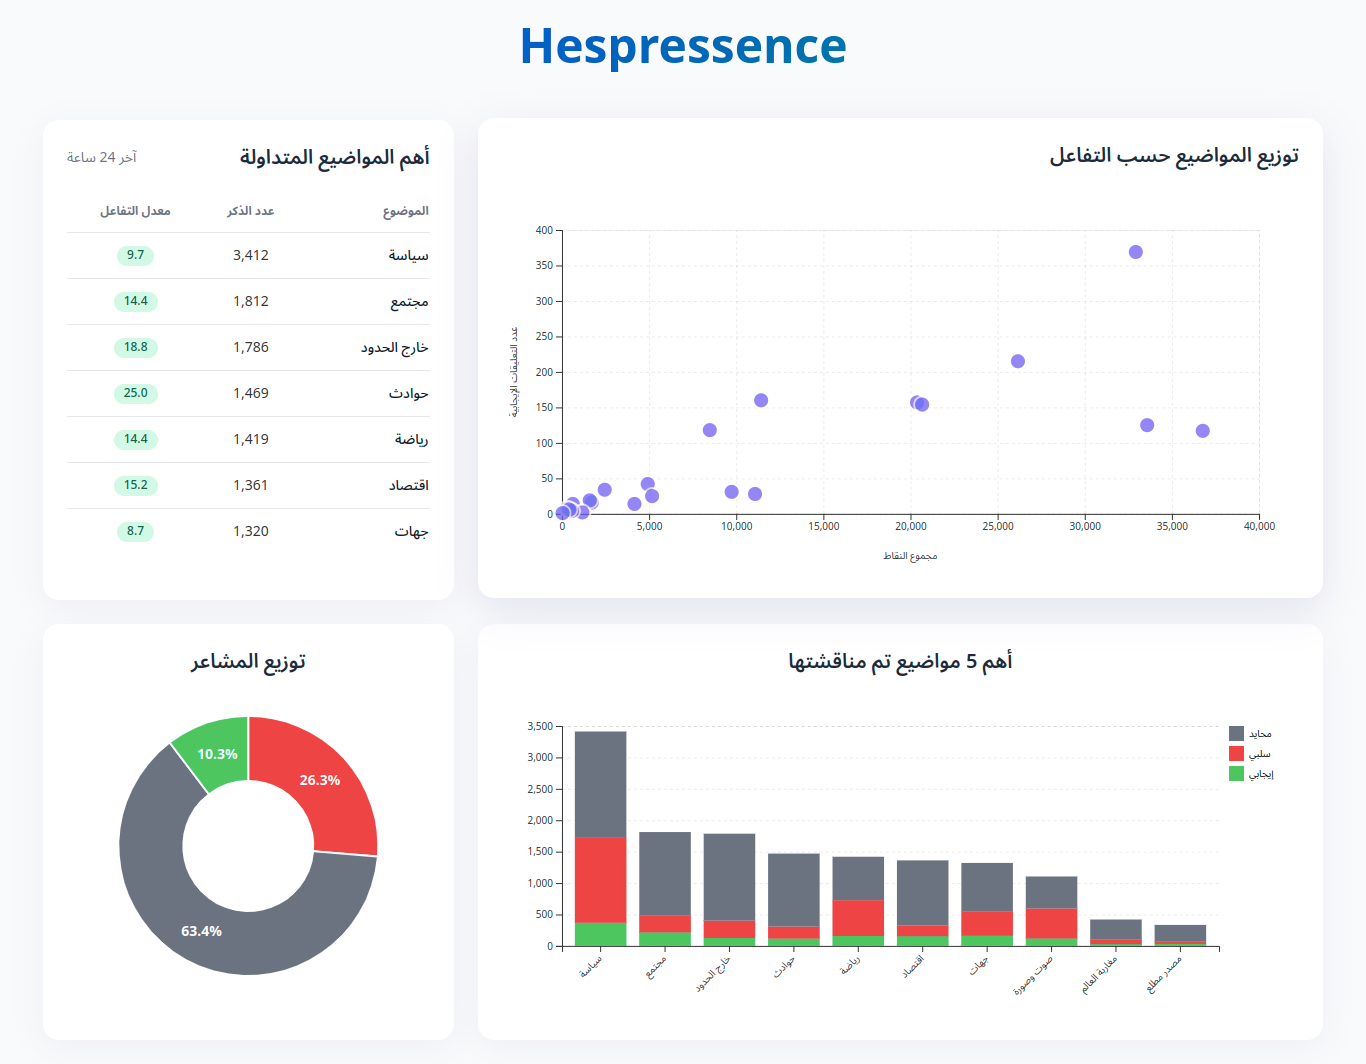 Hespressence
توزيع المواضيع حسب التفاعل
400
350
300
250
200
150
100
50
0
عدد التعليقات الإيجابية
0 5,000 10,000 15,000 20,000 25,000 30,000 35,000 40,000
مجموع النقاط
أهم المواضيع المتداولة آخر 24 ساعة
الموضوع عدد الذكر معدل التفاعل
سياسة 3,412 9.7
مجتمع 1,812 14.4
خارج الحدود 1,786 18.8
حوادث 1,469 25.0
رياضة 1,419 14.4
اقتصاد 1,361 15.2
جهات 1,320 8.7
أهم 5 مواضيع تم مناقشتها
3,500
3,000
2,500
2,000
1,500
1,000
500
0
سياسة مجتمع خارج الحدود حوادث رياضة اقتصاد جهات صوت وصورة مغاربة العالم مصدر مطلع
محايد
سلبي
إيجابي
توزيع المشاعر
10.3%
26.3%
63.4%